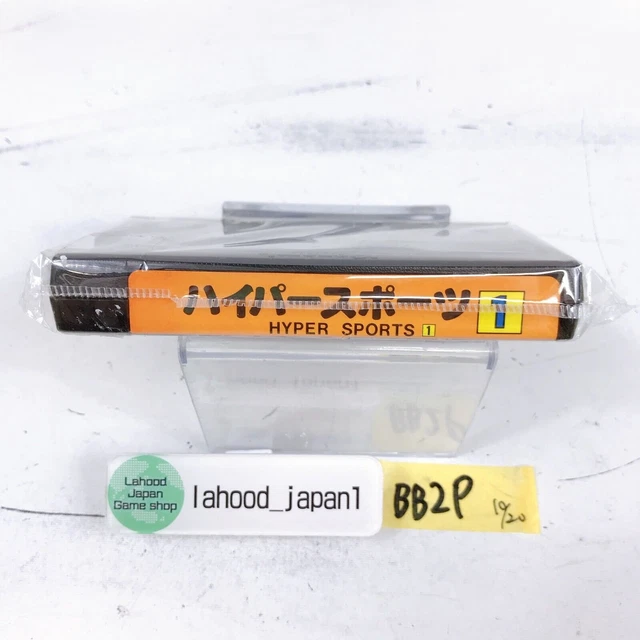 ハイパースポーツ 1
HYPER SPORTS 1
Lahood
Japan
Game shop
lahood_japan1
BB2P 10/20
BB2P